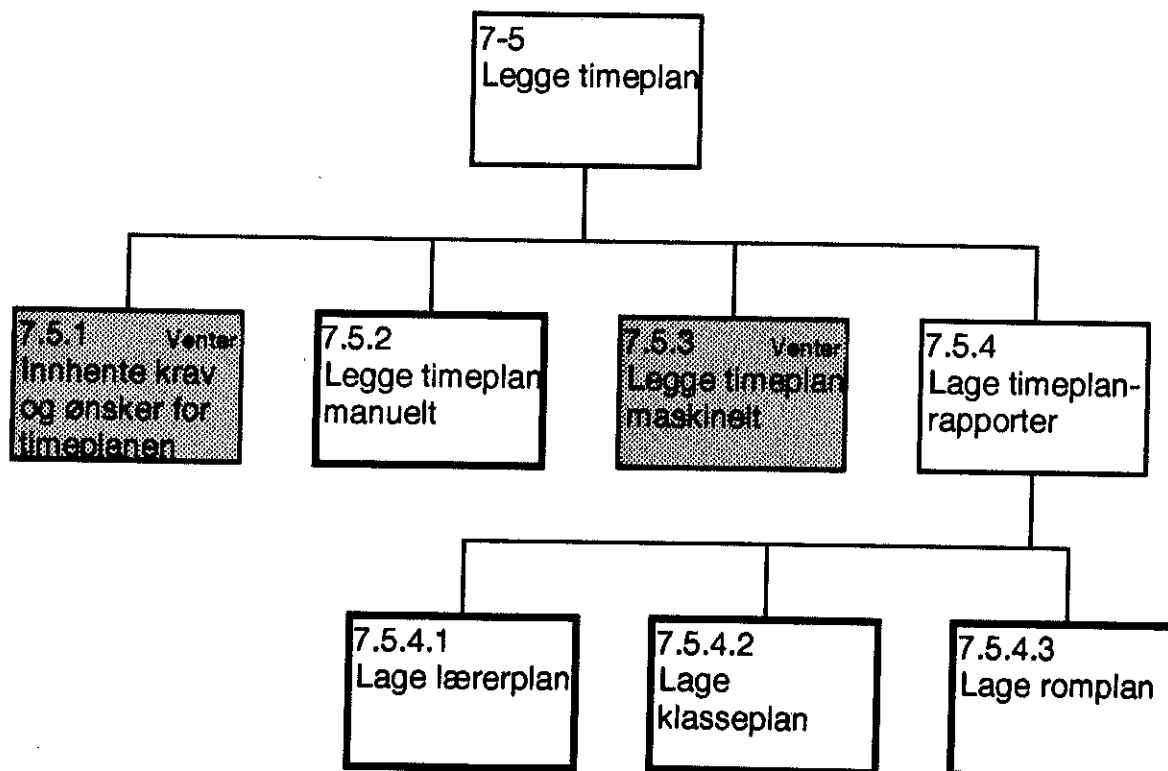 7-5
Legge timeplan
7.5.1 Venter
Innhente krav
og ønsker for
timeplanen
7.5.2
Legge timeplan
manuelt
7.5.3 Venter
Legge timeplan
maskinelt
7.5.4
Lage timeplan-
rapporter
7.5.4.1
Lage lærerplan
7.5.4.2
Lage
klasseplan
7.5.4.3
Lage romplan